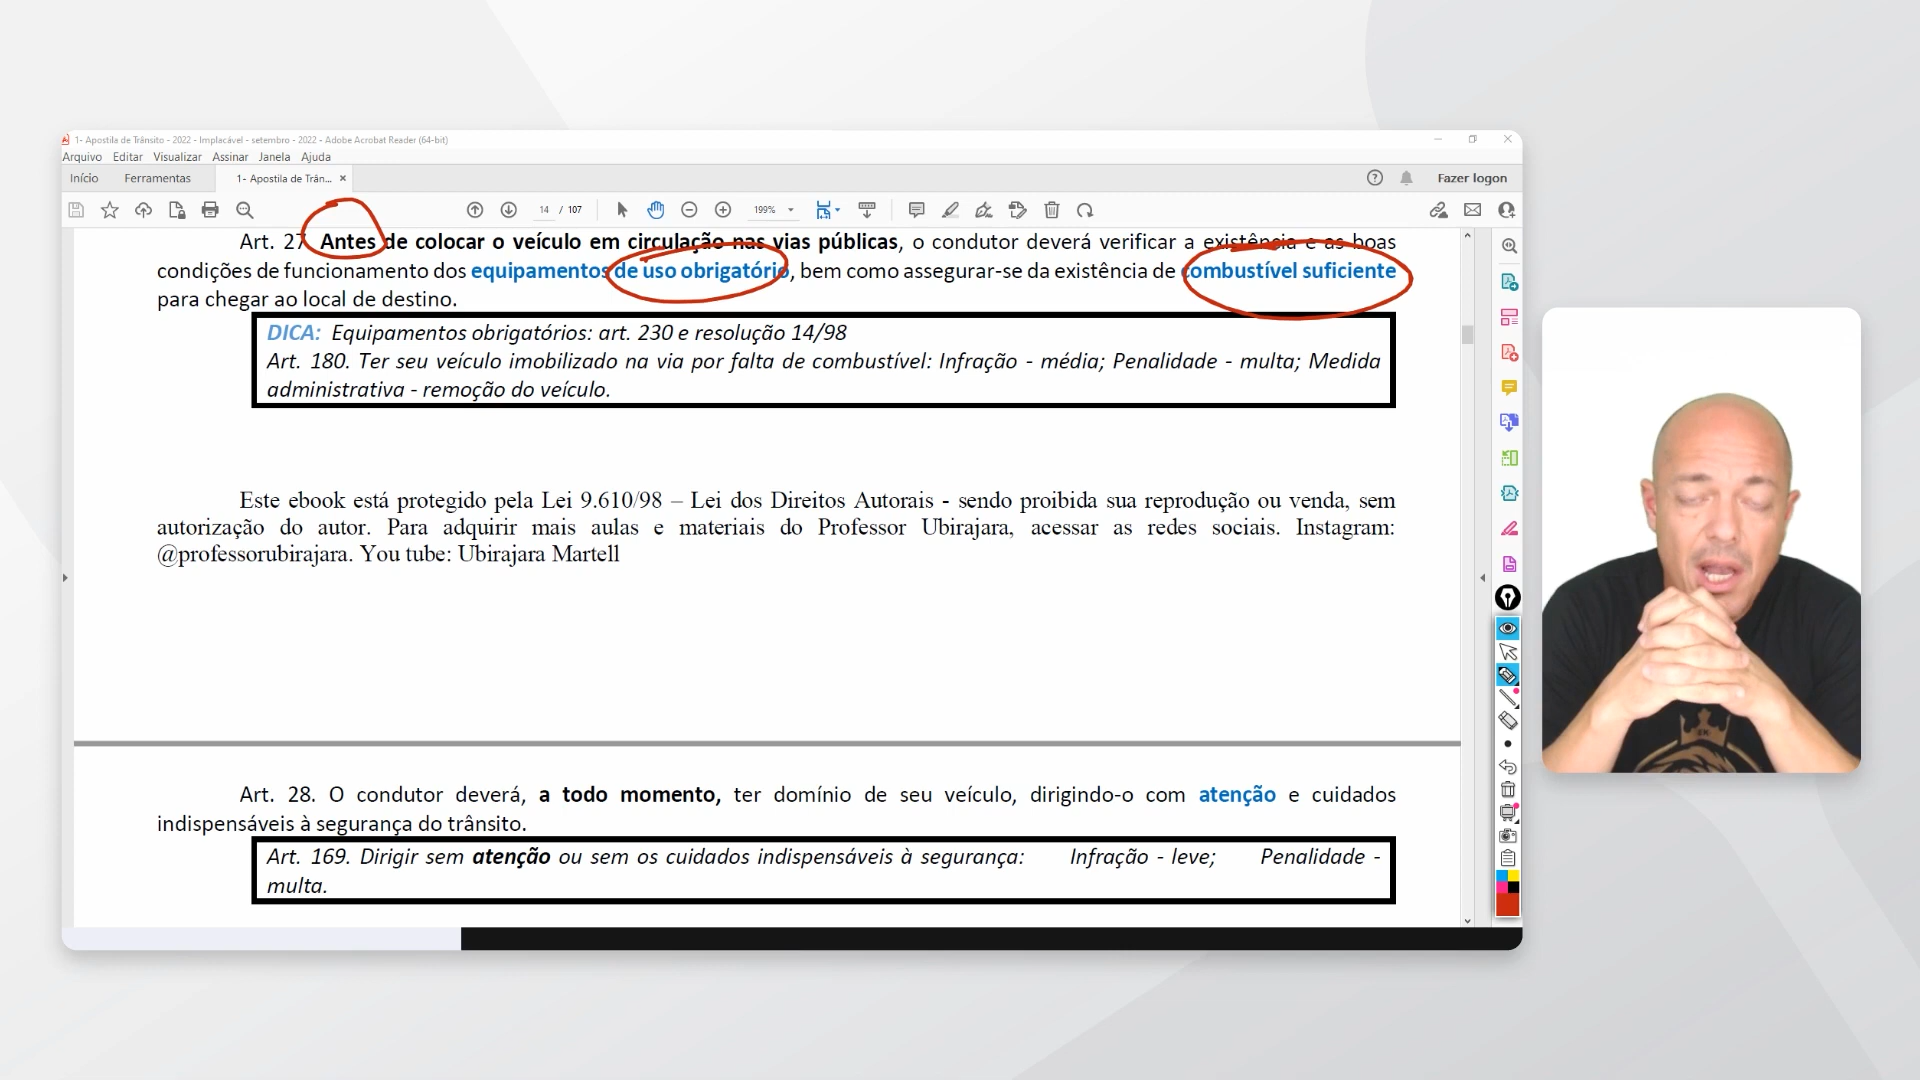 1- Apostila de Trânsito - 2022 - Implacável - setembro - 2022 - Adobe Acrobat Reader (64-bit)
Arquivo Editar Visualizar Assinar Janela Ajuda
Início Ferramentas 1- Apostila de Trân... × Fazer logon
14 / 107 199%
Art. 27 Antes de colocar o veículo em circulação nas vias públicas, o condutor deverá verificar a existência e as boas
condições de funcionamento dos equipamentos de uso obrigatório, bem como assegurar-se da existência de combustível suficiente
para chegar ao local de destino.
DICA: Equipamentos obrigatórios: art. 230 e resolução 14/98
Art. 180. Ter seu veículo imobilizado na via por falta de combustível: Infração - média; Penalidade - multa; Medida
administrativa - remoção do veículo.
Este ebook está protegido pela Lei 9.610/98 – Lei dos Direitos Autorais - sendo proibida sua reprodução ou venda, sem
autorização do autor. Para adquirir mais aulas e materiais do Professor Ubirajara, acessar as redes sociais. Instagram:
@professorubirajara. You tube: Ubirajara Martell
Art. 28. O condutor deverá, a todo momento, ter domínio de seu veículo, dirigindo-o com atenção e cuidados
indispensáveis à segurança do trânsito.
Art. 169. Dirigir sem atenção ou sem os cuidados indispensáveis à segurança: Infração - leve; Penalidade -
multa.